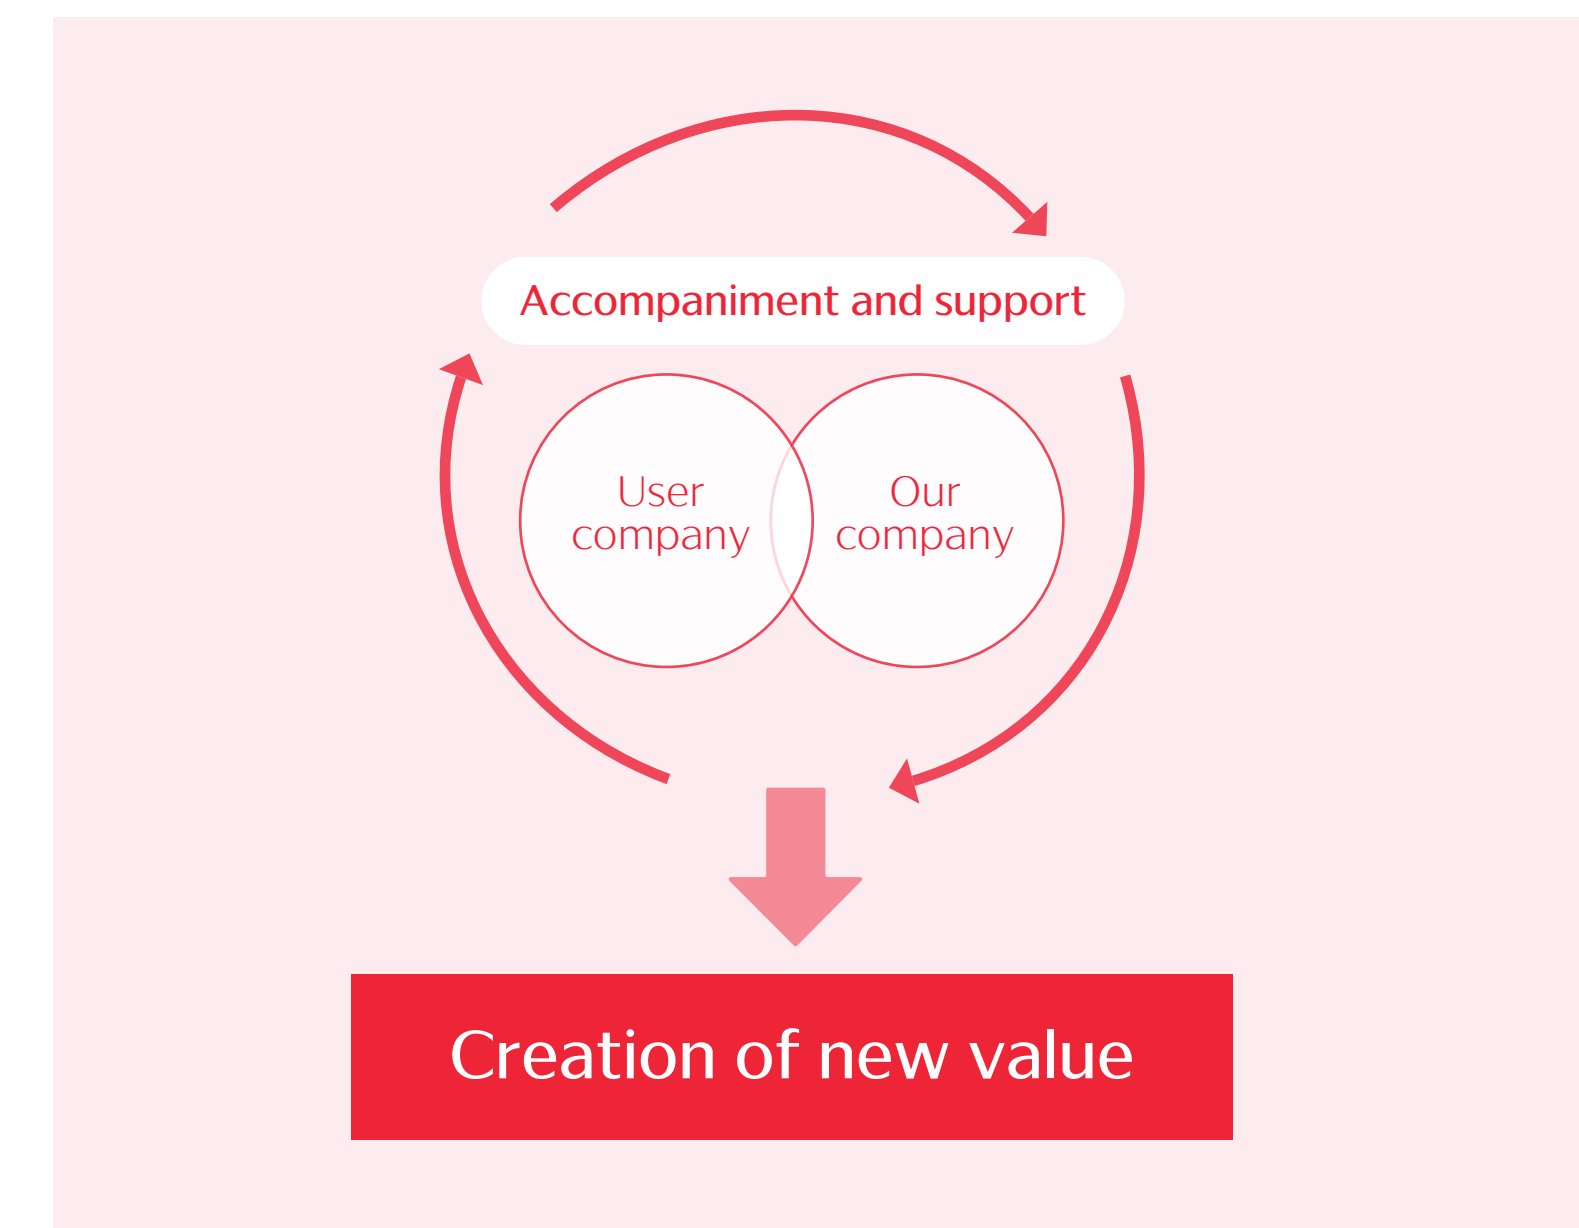 Accompaniment and support
User
company
Our
company
Creation of new value